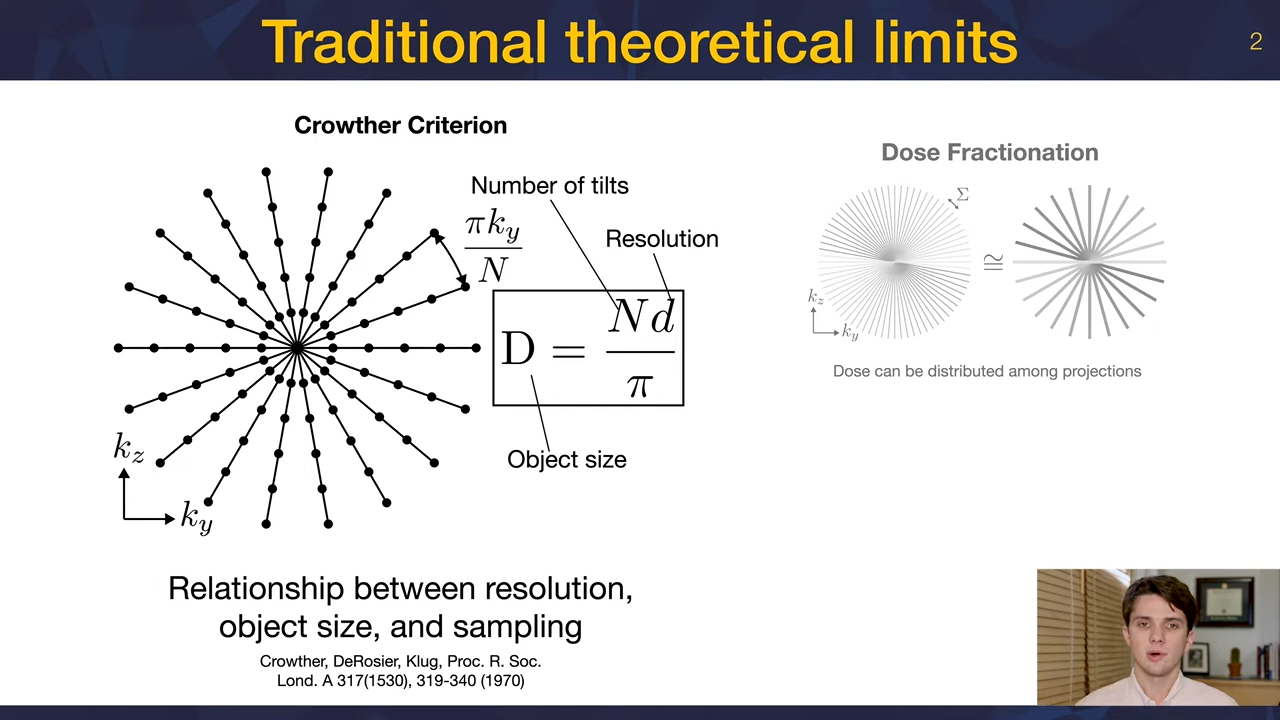 Traditional theoretical limits
2
Crowther Criterion
Number of tilts
πk_y / N
Resolution
D = Nd / π
Object size
k_z
k_y
Relationship between resolution,
object size, and sampling
Crowther, DeRosier, Klug, Proc. R. Soc.
Lond. A 317(1530), 319-340 (1970)
Dose Fractionation
Σ
≅
k_z
k_y
Dose can be distributed among projections